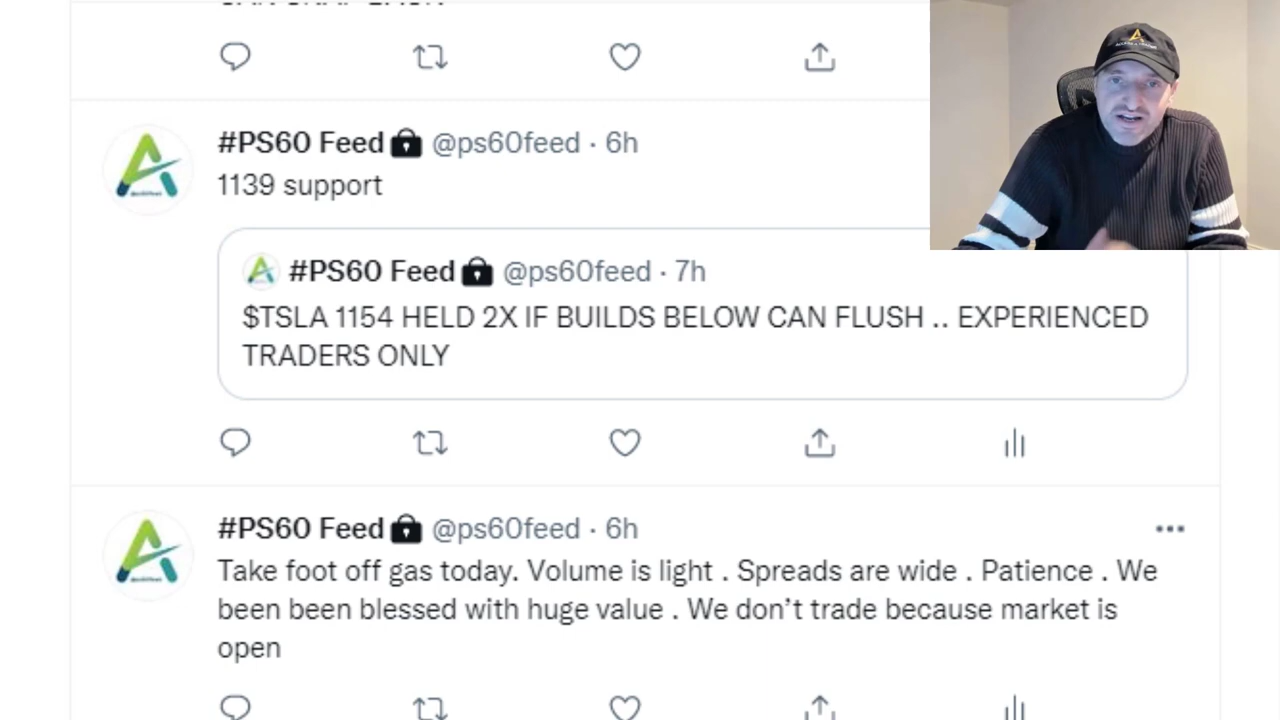 #PS60 Feed @ps60feed · 6h
1139 support
#PS60 Feed @ps60feed · 7h
$TSLA 1154 HELD 2X IF BUILDS BELOW CAN FLUSH .. EXPERIENCED
TRADERS ONLY
#PS60 Feed @ps60feed · 6h
Take foot off gas today. Volume is light . Spreads are wide . Patience . We
been been blessed with huge value . We don’t trade because market is
open